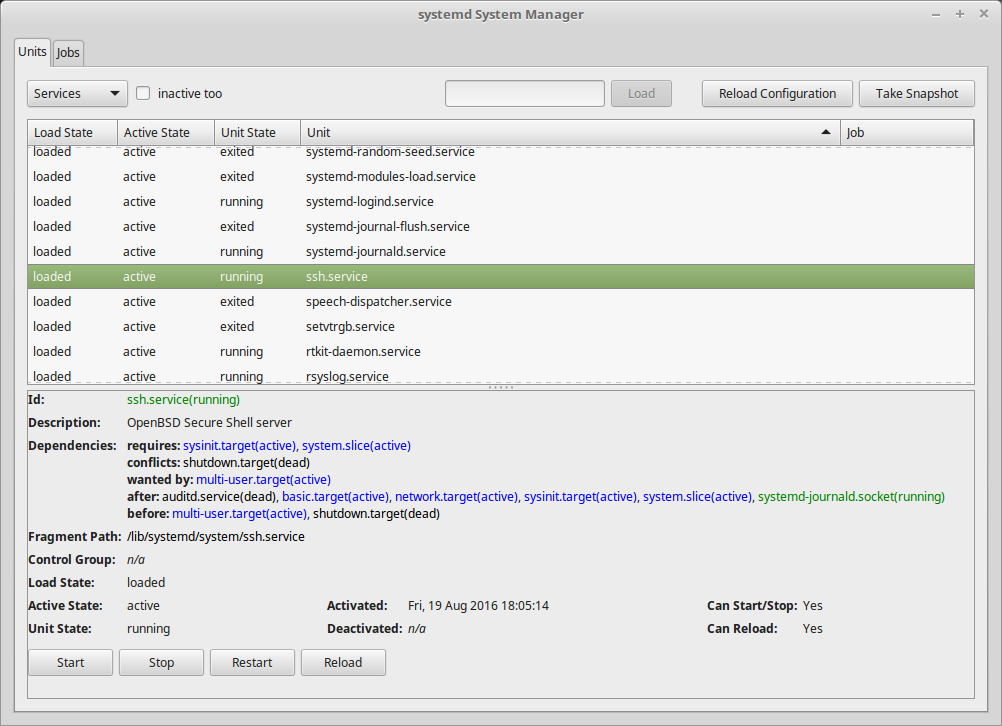 systemd System Manager
Units Jobs
Services inactive too Load Reload Configuration Take Snapshot
Load State Active State Unit State Unit Job
loaded active exited systemd-random-seed.service
loaded active exited systemd-modules-load.service
loaded active running systemd-logind.service
loaded active exited systemd-journal-flush.service
loaded active running systemd-journald.service
loaded active running ssh.service
loaded active exited speech-dispatcher.service
loaded active exited setvtrgb.service
loaded active running rtkit-daemon.service
loaded active running rsyslog.service
Id: ssh.service(running)
Description: OpenBSD Secure Shell server
Dependencies: requires: sysinit.target(active), system.slice(active)
conflicts: shutdown.target(dead)
wanted by: multi-user.target(active)
after: auditd.service(dead), basic.target(active), network.target(active), sysinit.target(active), system.slice(active), systemd-journald.socket(running)
before: multi-user.target(active), shutdown.target(dead)
Fragment Path: /lib/systemd/system/ssh.service
Control Group: n/a
Load State: loaded
Active State: active Activated: Fri, 19 Aug 2016 18:05:14 Can Start/Stop: Yes
Unit State: running Deactivated: n/a Can Reload: Yes
Start Stop Restart Reload